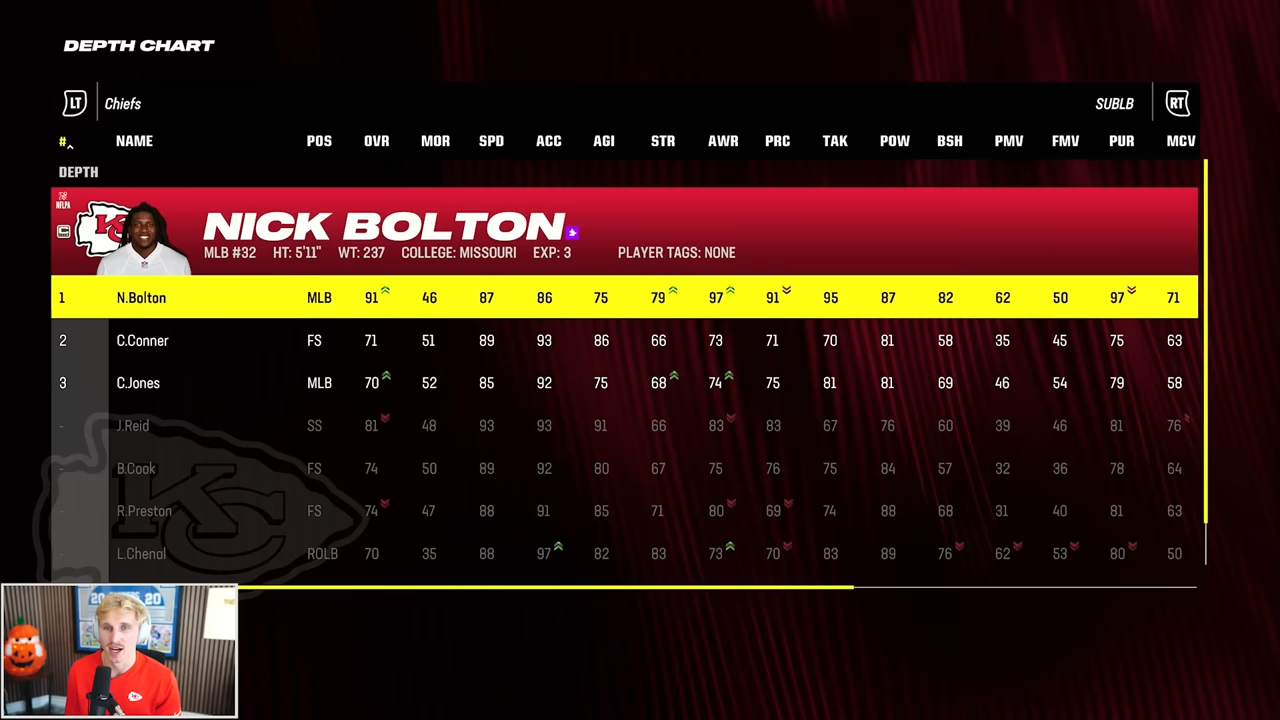 DEPTH CHART
LT Chiefs SUBLB RT
# NAME POS OVR MOR SPD ACC AGI STR AWR PRC TAK POW BSH PMV FMV PUR MCV
DEPTH
NFLPA
C
KC
NICK BOLTON
MLB #32 HT: 5'11" WT: 237 COLLEGE: MISSOURI EXP: 3 PLAYER TAGS: NONE
1 N.Bolton MLB 91 46 87 86 75 79 97 91 95 87 82 62 50 97 71
2 C.Conner FS 71 51 89 93 86 66 73 71 70 81 58 35 45 75 63
3 C.Jones MLB 70 52 85 92 75 68 74 75 81 81 69 46 54 79 58
- J.Reid SS 81 48 93 93 91 66 83 83 67 76 60 39 46 81 76
- B.Cook FS 74 50 89 92 80 67 75 76 75 84 57 32 36 78 64
- R.Preston FS 74 47 88 91 85 71 80 69 74 88 68 31 40 81 63
- L.Chenal ROLB 70 35 88 97 82 83 73 70 83 89 76 62 53 80 50
KC
20 20